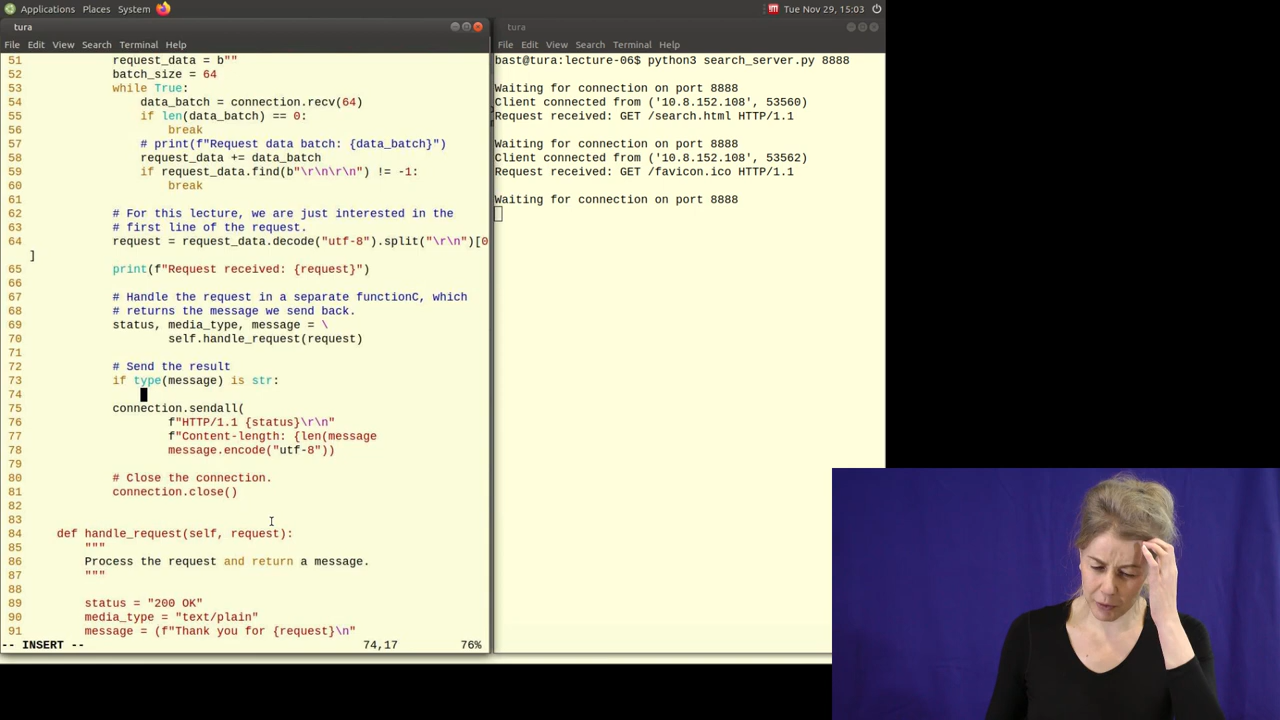 Applications Places System
Tue Nov 29, 15:03
tura
File Edit View Search Terminal Help
51 request_data = b""
52 batch_size = 64
53 while True:
54 data_batch = connection.recv(64)
55 if len(data_batch) == 0:
56 break
57 # print(f"Request data batch: {data_batch}")
58 request_data += data_batch
59 if request_data.find(b"\r\n\r\n") != -1:
60 break
61
62 # For this lecture, we are just interested in the
63 # first line of the request.
64 request = request_data.decode("utf-8").split("\r\n")[0
]
65 print(f"Request received: {request}")
66
67 # Handle the request in a separate functionC, which
68 # returns the message we send back.
69 status, media_type, message = \
70 self.handle_request(request)
71
72 # Send the result
73 if type(message) is str:
74
75 connection.sendall(
76 f"HTTP/1.1 {status}\r\n"
77 f"Content-length: {len(message
78 message.encode("utf-8"))
79
80 # Close the connection.
81 connection.close()
82
83
84 def handle_request(self, request):
85 """
86 Process the request and return a message.
87 """
88
89 status = "200 OK"
90 media_type = "text/plain"
91 message = (f"Thank you for {request}\n"
-- INSERT -- 74,17 76%
tura
File Edit View Search Terminal Help
bast@tura:lecture-06$ python3 search_server.py 8888
Waiting for connection on port 8888
Client connected from ('10.8.152.108', 53560)
Request received: GET /search.html HTTP/1.1
Waiting for connection on port 8888
Client connected from ('10.8.152.108', 53562)
Request received: GET /favicon.ico HTTP/1.1
Waiting for connection on port 8888